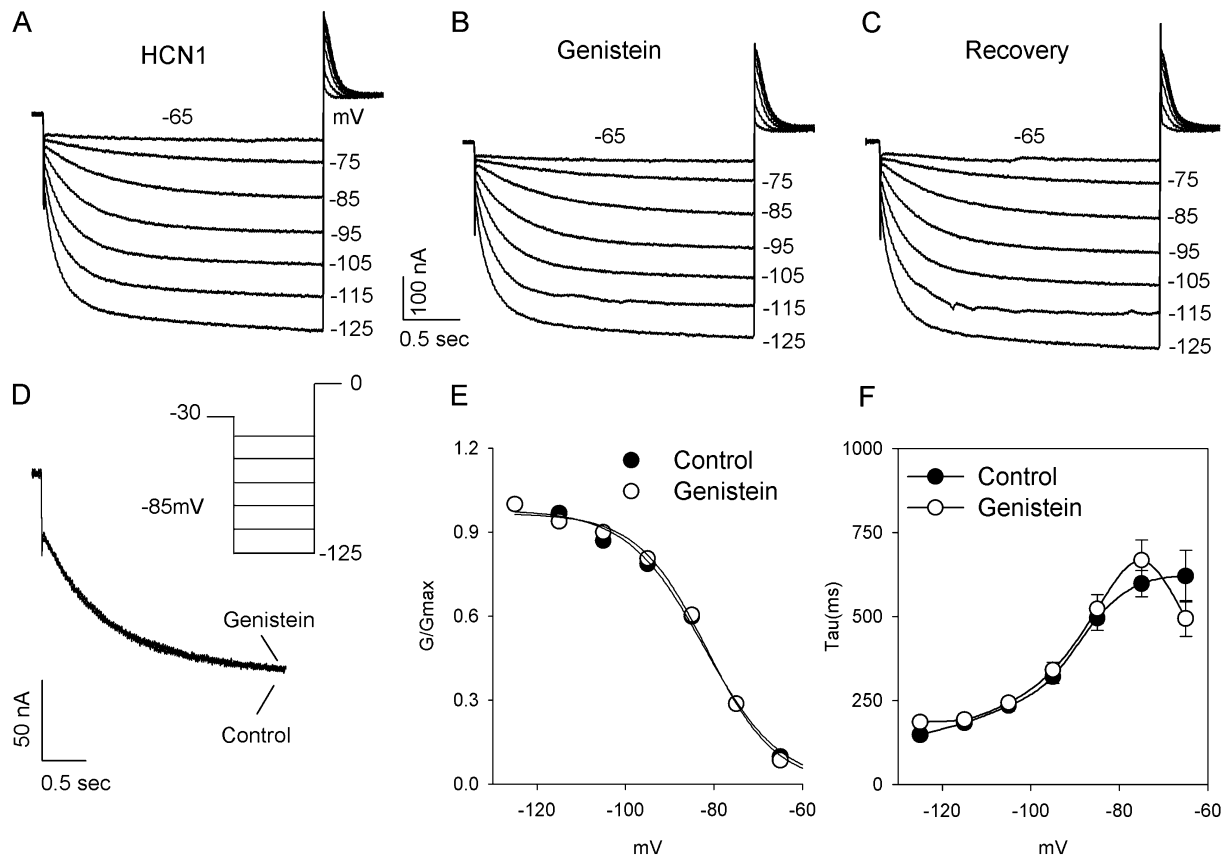 A
HCN1
-65
mV
-75
-85
-95
-105
-115
-125
B
Genistein
-65
-75
-85
-95
-105
-115
-125
100 nA
0.5 sec
C
Recovery
-65
-75
-85
-95
-105
-115
-125
D
-30
0
-85mV
-125
Genistein
Control
50 nA
0.5 sec
E
Control
Genistein
1.2
0.9
0.6
0.3
0.0
G/Gmax
-120
-100
-80
-60
mV
F
Control
Genistein
1000
750
500
250
0
Tau(ms)
-120
-100
-80
-60
mV